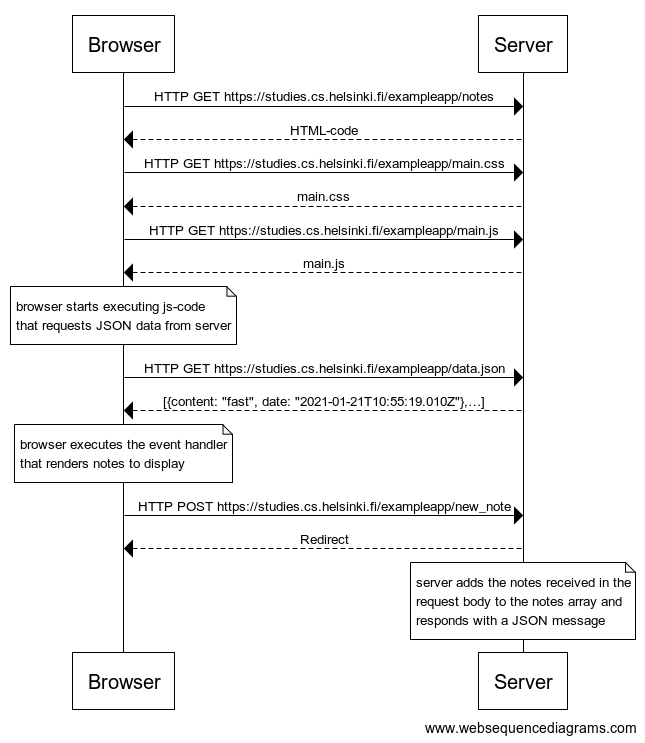 Browser
Server
HTTP GET https://studies.cs.helsinki.fi/exampleapp/notes
HTML-code
HTTP GET https://studies.cs.helsinki.fi/exampleapp/main.css
main.css
HTTP GET https://studies.cs.helsinki.fi/exampleapp/main.js
main.js
browser starts executing js-code
that requests JSON data from server
HTTP GET https://studies.cs.helsinki.fi/exampleapp/data.json
[{content: "fast", date: "2021-01-21T10:55:19.010Z"},...]
browser executes the event handler
that renders notes to display
HTTP POST https://studies.cs.helsinki.fi/exampleapp/new_note
Redirect
server adds the notes received in the
request body to the notes array and
responds with a JSON message
Browser
Server
www.websequencediagrams.com